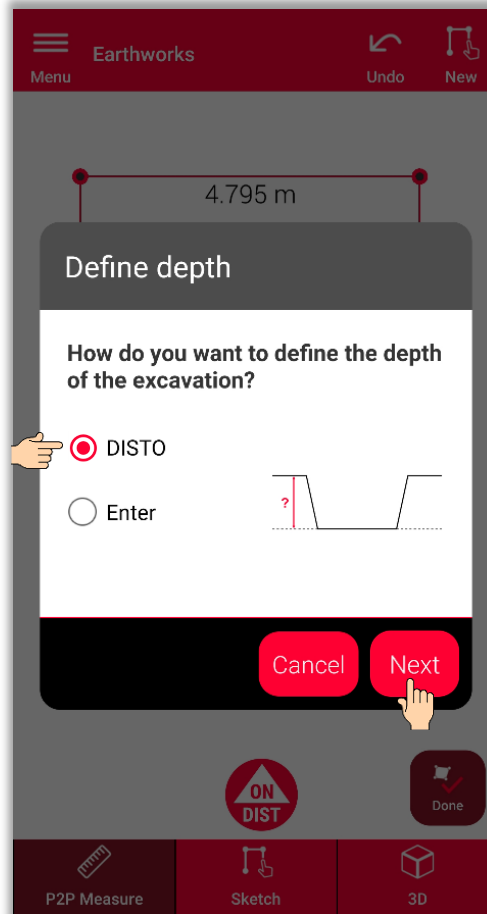 Earthworks
Menu
Undo
New
4.795 m
Define depth
How do you want to define the depth
of the excavation?
DISTO
Enter
?
Cancel
Next
ON
DIST
Done
P2P Measure
Sketch
3D